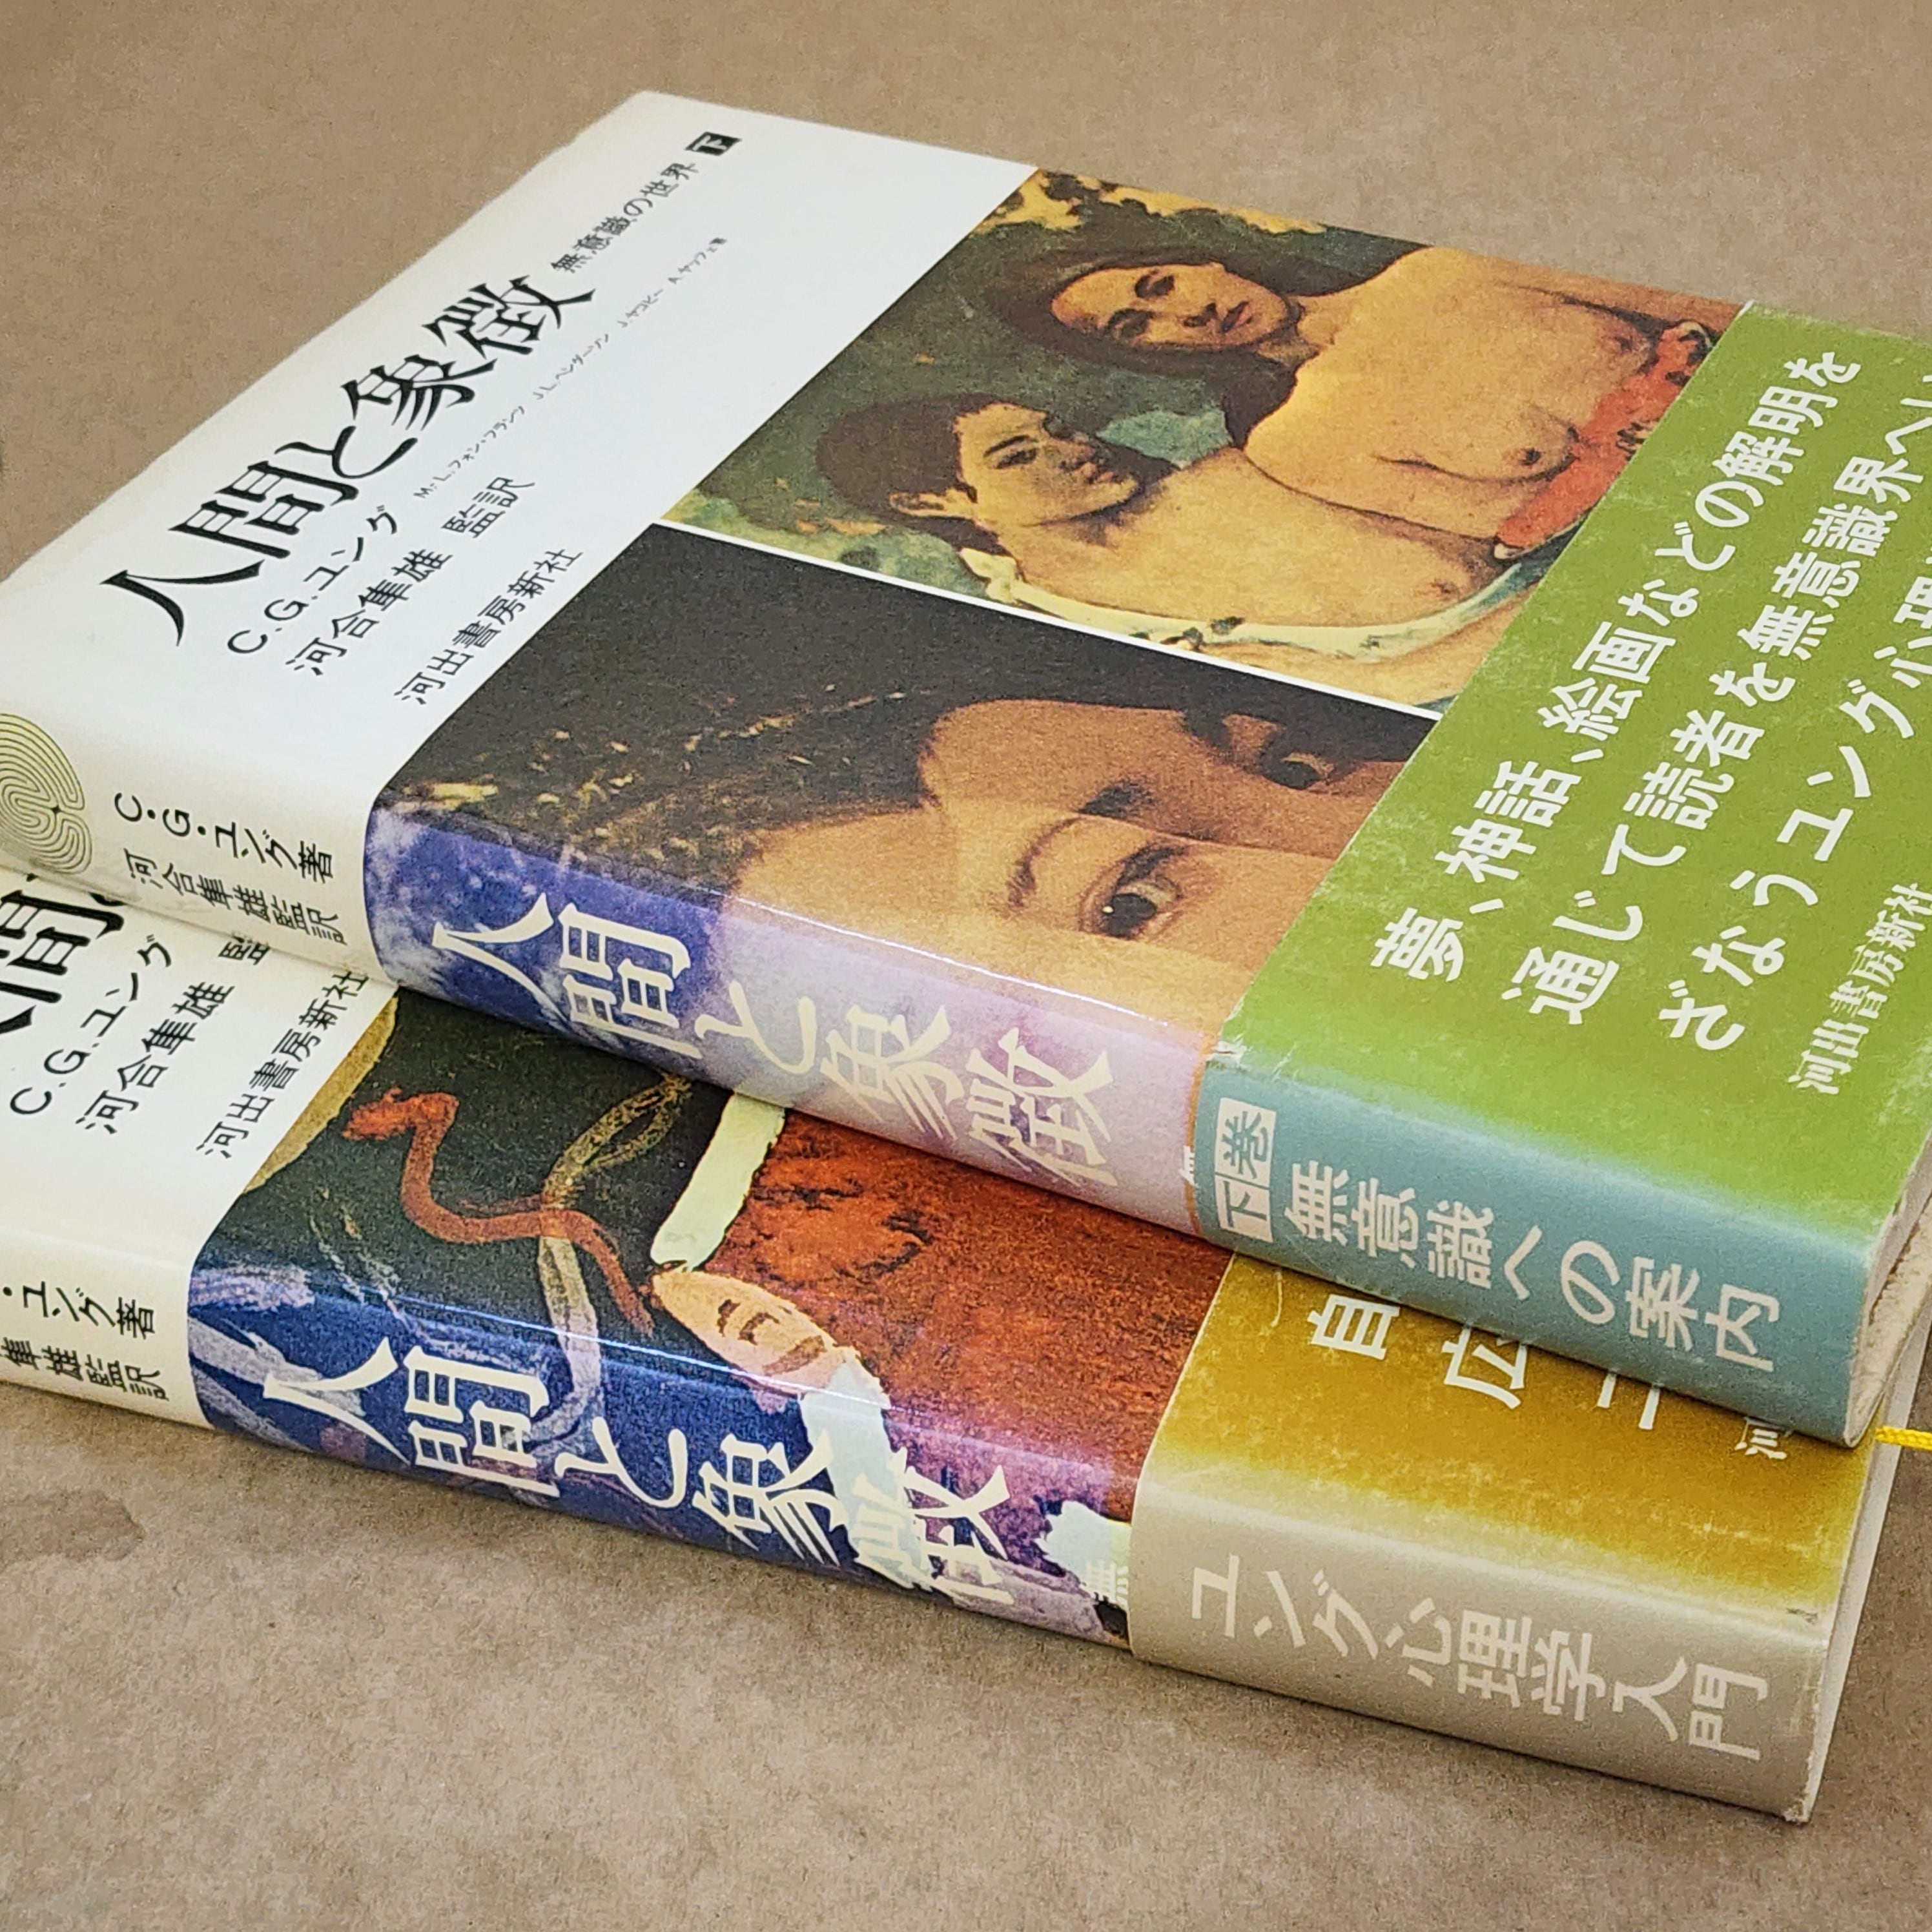 人間と象徴 無意識の世界 下
C.G.ユング M=L.フォン・フランツ J.L.ヘンダーソン J.ヤコビー A.ヤッフェ著
河合隼雄 監訳
河出書房新社
夢、神話、絵画などの解明を
通じて読者を無意識界へい
ざなうユング心理
河出書房新社
C・G・ユング著
河合隼雄監訳
人間と象徴
無
下巻
無意識への案内
間
C.G.ユング
河合隼雄 監
河出書房新社
自
広
・ユング著
隼雄監訳
人間と象徴
無
ユング心理学入門